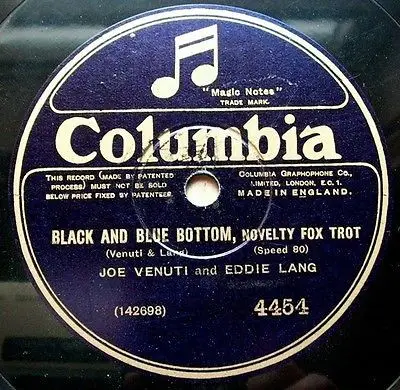 "Magic Notes"
TRADE MARK.
Columbia
THIS RECORD (MADE BY PATENTED
PROCESS) MUST NOT BE SOLD
BELOW PRICE FIXED BY PATENTEES.
COLUMBIA GRAPHOPHONE CO.,
LIMITED, LONDON, E.C. 1.
MADE IN ENGLAND.
BLACK AND BLUE BOTTOM, NOVELTY FOX TROT
(Venuti & Lang) (Speed 80)
JOE VENUTI and EDDIE LANG
(142698) 4454